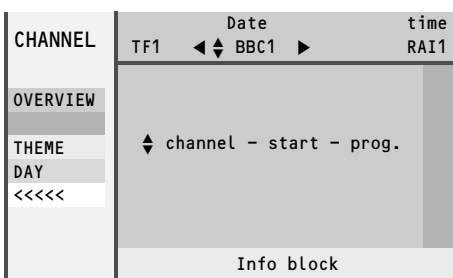 CHANNEL
OVERVIEW
THEME
DAY
<<<<<
Date time
TF1 ◀ ♦ BBC1 ▶ RAI1
♦ channel – start – prog.
Info block